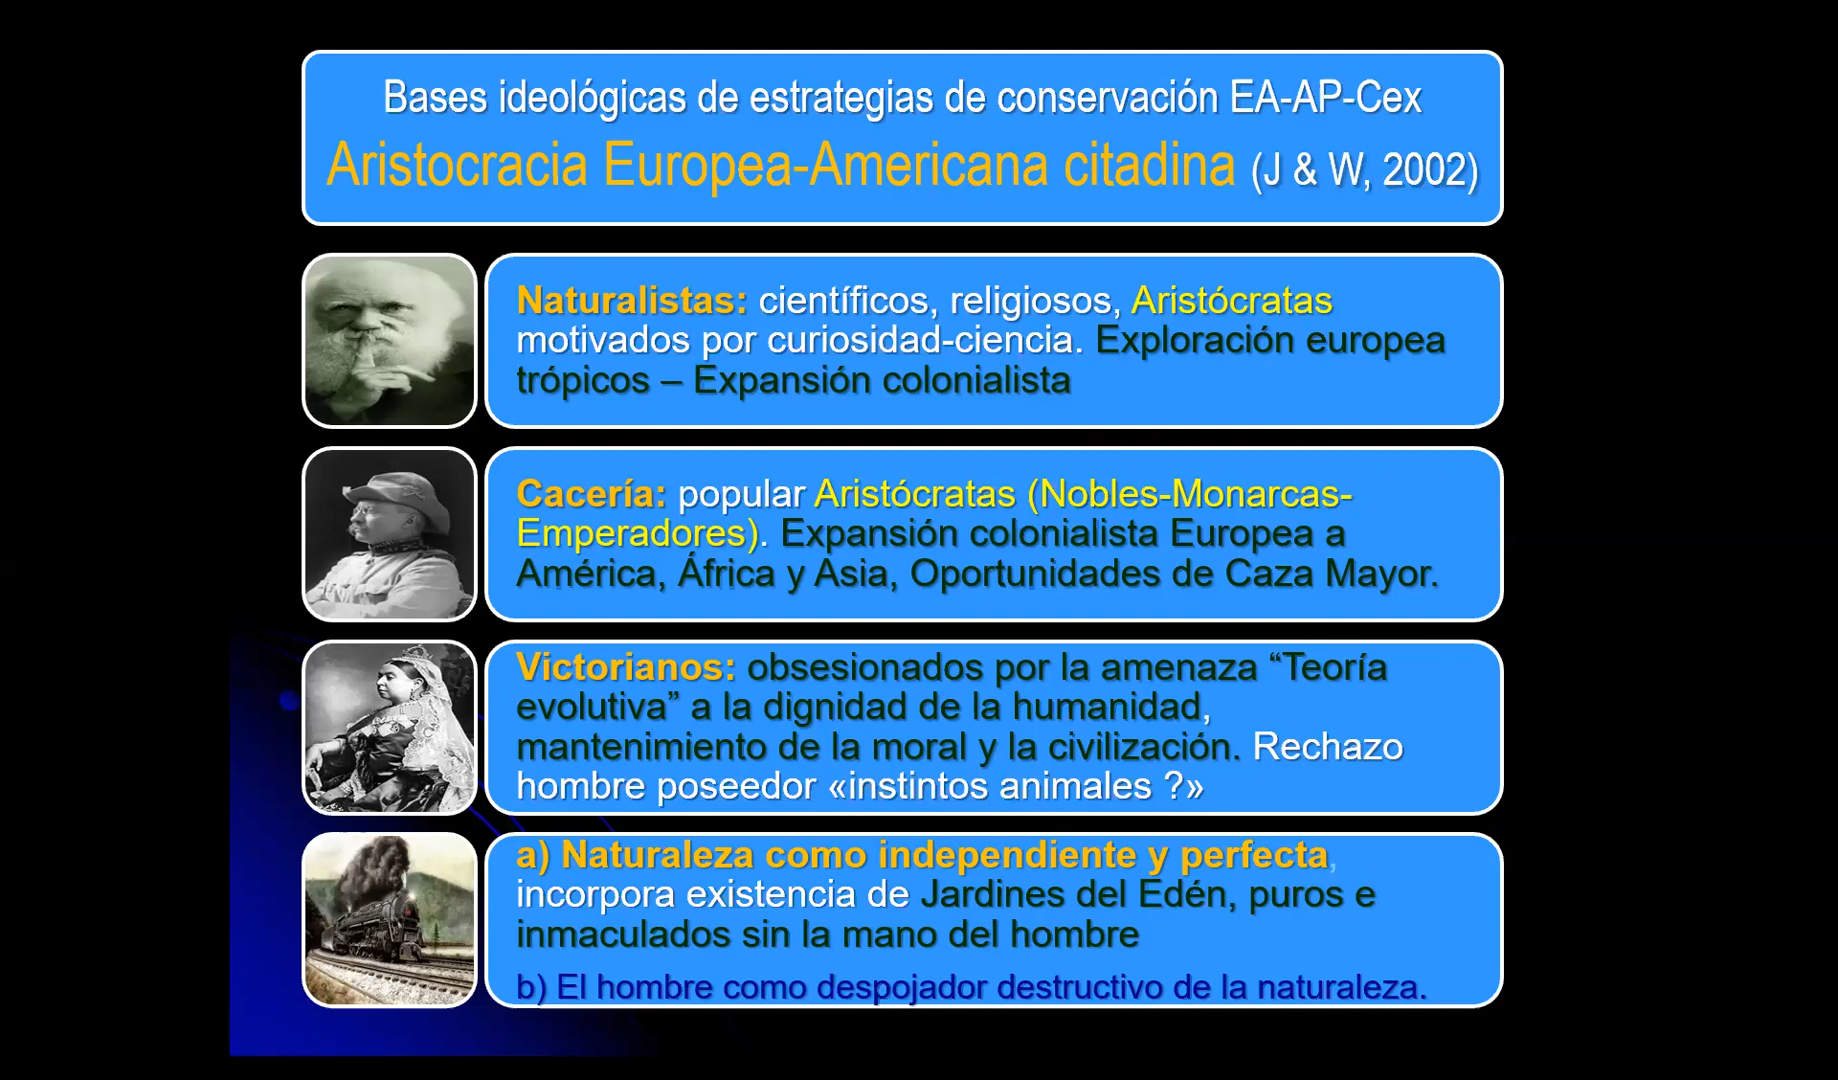 Bases ideológicas de estrategias de conservación EA-AP-Cex
Aristocracia Europea-Americana citadina (J & W, 2002)
Naturalistas: científicos, religiosos, Aristócratas
motivados por curiosidad-ciencia. Exploración europea
trópicos – Expansión colonialista
Cacería: popular Aristócratas (Nobles-Monarcas-
Emperadores). Expansión colonialista Europea a
América, África y Asia, Oportunidades de Caza Mayor.
Victorianos: obsesionados por la amenaza “Teoría
evolutiva” a la dignidad de la humanidad,
mantenimiento de la moral y la civilización. Rechazo
hombre poseedor «instintos animales ?»
a) Naturaleza como independiente y perfecta,
incorpora existencia de Jardines del Edén, puros e
inmaculados sin la mano del hombre
b) El hombre como despojador destructivo de la naturaleza.